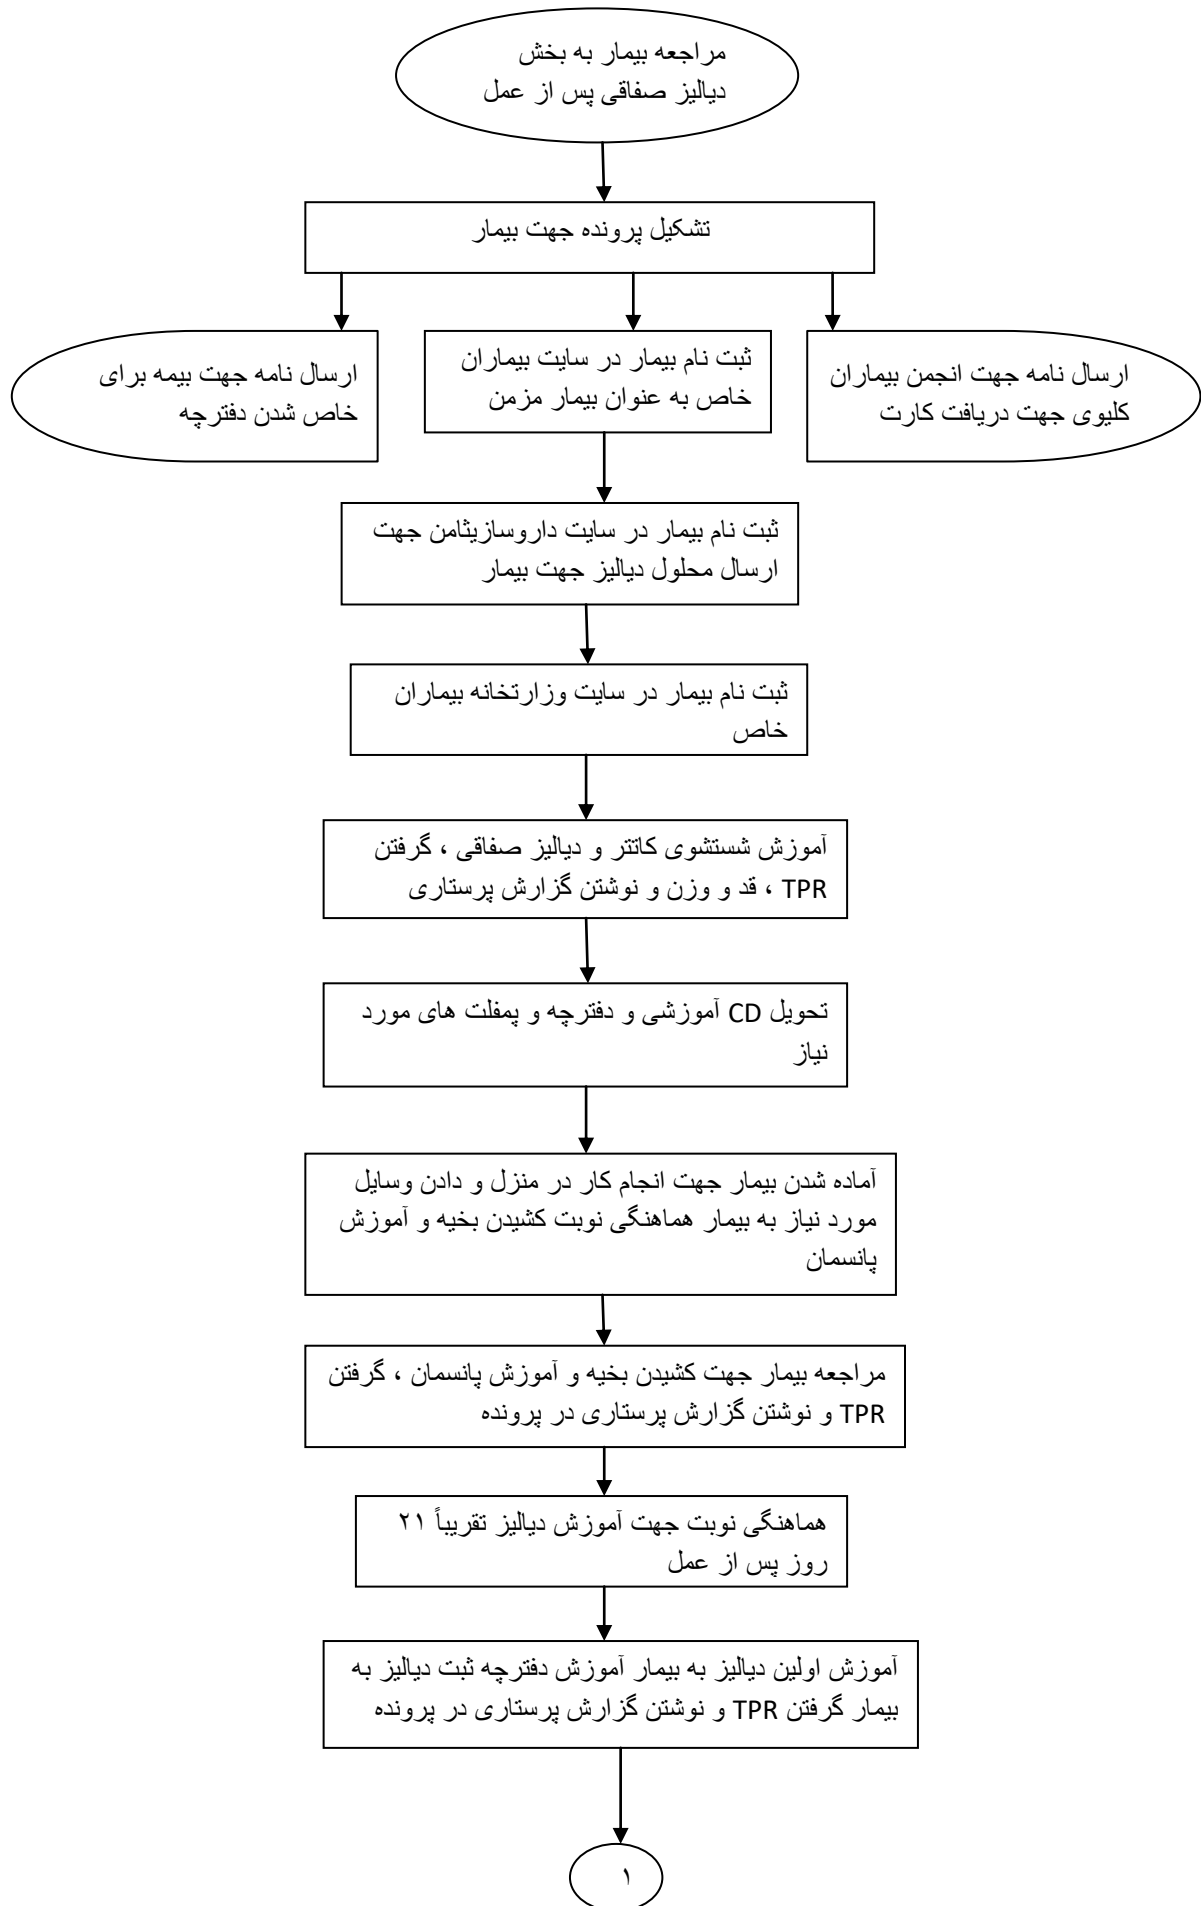 مراجعه بیمار به بخش
دیالیز صفاقی پس از عمل
تشکیل پرونده جهت بیمار
ارسال نامه جهت انجمن بیماران
کلیوی جهت دریافت کارت
ثبت نام بیمار در سایت بیماران
خاص به عنوان بیمار مزمن
ارسال نامه جهت بیمه برای
خاص شدن دفترچه
ثبت نام بیمار در سایت داروسازیثامن جهت
ارسال محلول دیالیز جهت بیمار
ثبت نام بیمار در سایت وزارتخانه بیماران
خاص
آموزش شستشوی کاتتر و دیالیز صفاقی ، گرفتن
TPR ، قد و وزن و نوشتن گزارش پرستاری
تحویل CD آموزشی و دفترچه و پمفلت های مورد
نیاز
آماده شدن بیمار جهت انجام کار در منزل و دادن وسایل
مورد نیاز به بیمار هماهنگی نوبت کشیدن بخیه و آموزش
پانسمان
مراجعه بیمار جهت کشیدن بخیه و آموزش پانسمان ، گرفتن
TPR و نوشتن گزارش پرستاری در پرونده
هماهنگی نوبت جهت آموزش دیالیز تقریباً ۲۱
روز پس از عمل
آموزش اولین دیالیز به بیمار آموزش دفترچه ثبت دیالیز به
بیمار گرفتن TPR و نوشتن گزارش پرستاری در پرونده
۱